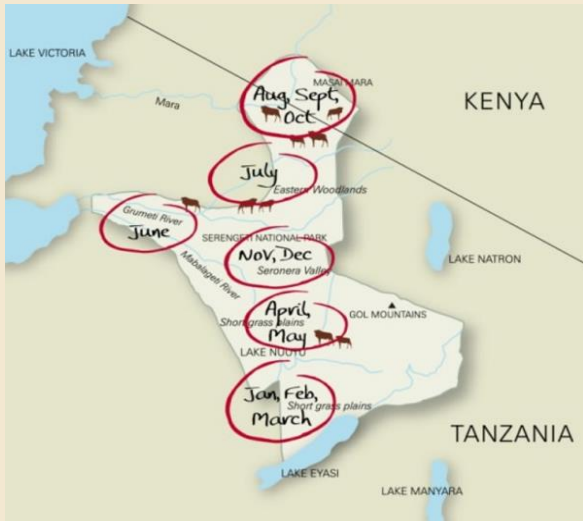 LAKE VICTORIA
MASAI MARA
Mara
Aug, Sept,
Oct
KENYA
July
Eastern Woodlands
Grumeti River
June
SERENGETI NATIONAL PARK
Nov, Dec
Seronera Valley
Mabalageti River
LAKE NATRON
April,
May
Short grass plains
GOL MOUNTAINS
LAKE NDUTU
Jan, Feb,
March
Short grass plains
TANZANIA
LAKE EYASI
LAKE MANYARA